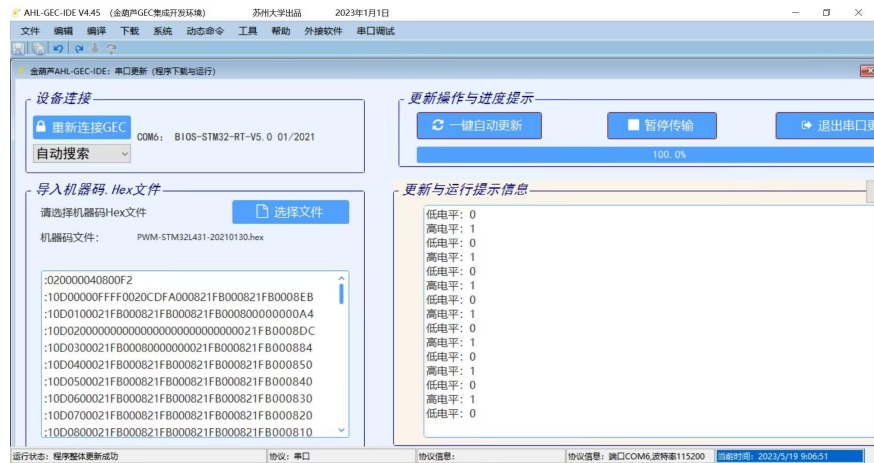 AHL-GEC-IDE V4.45 (金葫芦GEC集成开发环境) 苏州大学出品 2023年1月1日
文件 编辑 编译 下载 系统 动态命令 工具 帮助 外接软件 串口调试
金葫芦AHL-GEC-IDE：串口更新（程序下载与运行）
设备连接
重新连接GEC
COM6： BIOS-STM32-RT-V5.0 01/2021
自动搜索
更新操作与进度提示
一键自动更新 暂停传输 退出串口更
100.0%
导入机器码.Hex文件
请选择机器码Hex文件 选择文件
机器码文件： PWM-STM32L431-20210130.hex
:020000040800F2
:10D00000FFFF0020CDFA000821FB000821FB0008EB
:10D0100021FB000821FB000821FB000800000000A4
:10D0200000000000000000000000000021FB0008DC
:10D0300021FB00080000000021FB000821FB000884
:10D0400021FB000821FB000821FB000821FB000850
:10D0500021FB000821FB000821FB000821FB000840
:10D0600021FB000821FB000821FB000821FB000830
:10D0700021FB000821FB000821FB000821FB000820
:10D0800021FB000821FB000821FB000821FB000810
更新与运行提示信息
低电平：0
高电平：1
低电平：0
高电平：1
低电平：0
高电平：1
低电平：0
高电平：1
低电平：0
高电平：1
低电平：0
高电平：1
低电平：0
高电平：1
低电平：0
运行状态：程序整体更新成功 协议：串口 协议信息： 协议信息：端口COM6,波特率115200 当前时间：2023/5/19 9:06:51